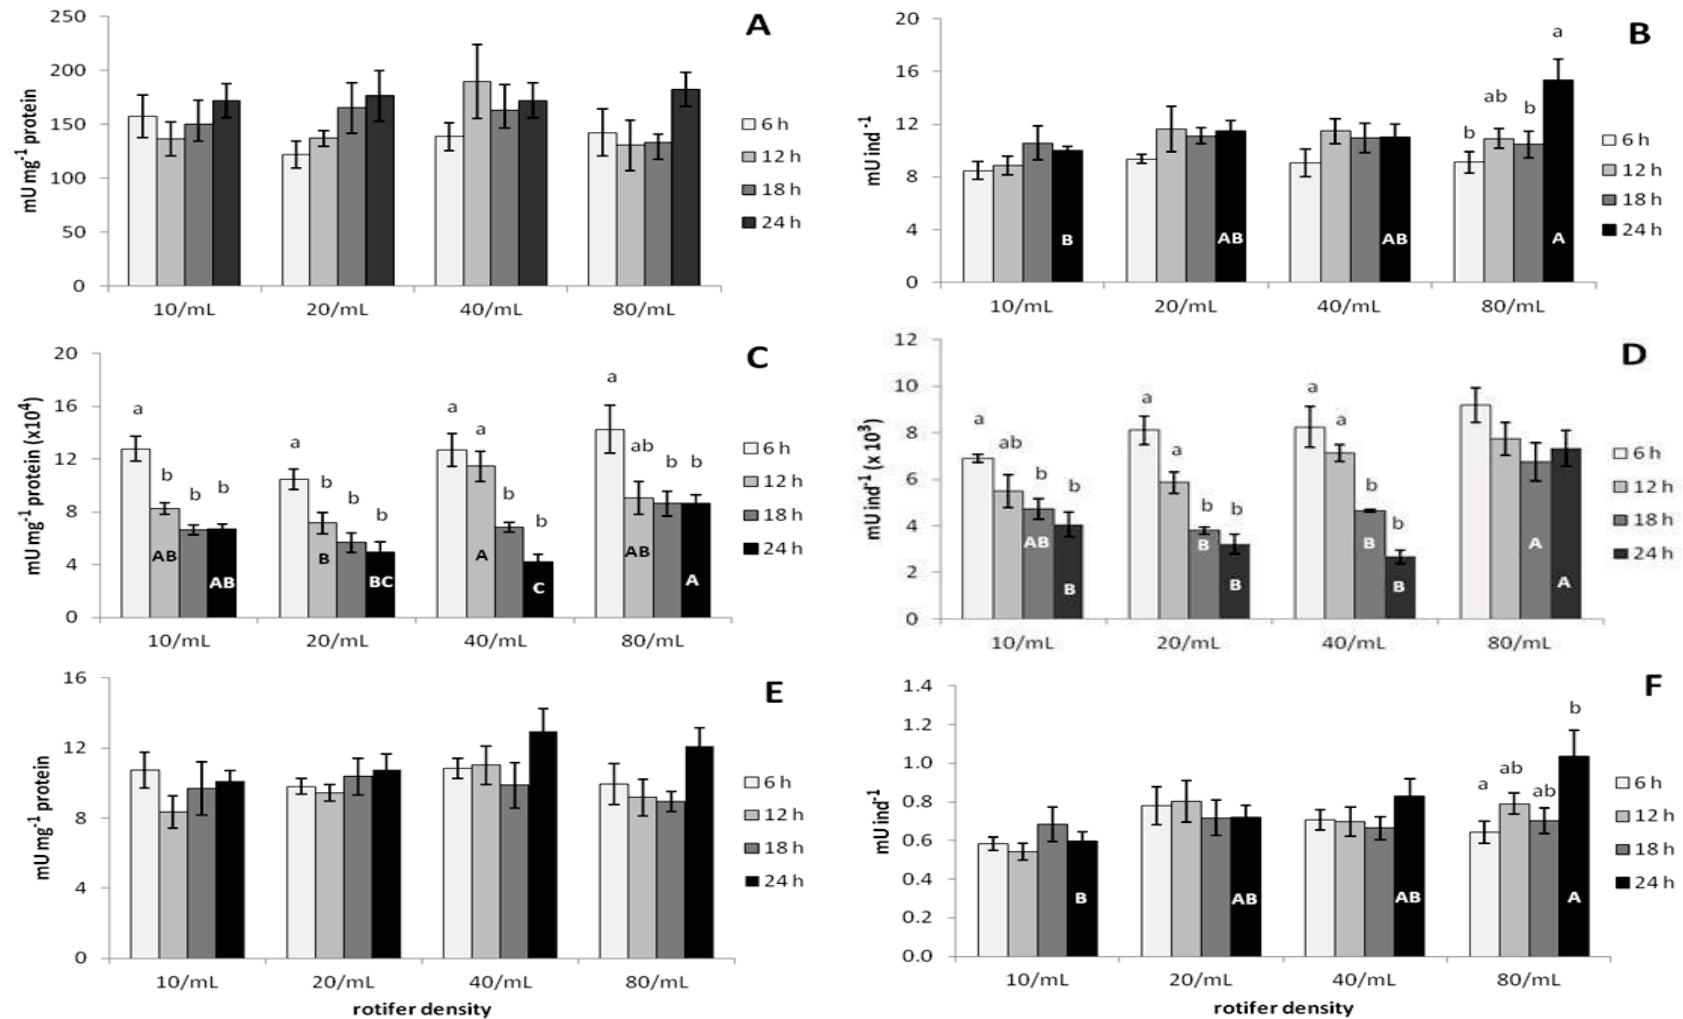 A
250
200
150
100
50
0
mU mg-1 protein
10/mL 20/mL 40/mL 80/mL
6 h
12 h
18 h
24 h
B
20
16
12
8
4
0
mU ind-1
a
ab
b b
B AB AB A
10/mL 20/mL 40/mL 80/mL
6 h
12 h
18 h
24 h
C
20
16
12
8
4
0
mU mg-1 protein (x10⁴)
a b b b
a b b b
a a b b
a ab b b
AB AB B BC A C AB A
10/mL 20/mL 40/mL 80/mL
6 h
12 h
18 h
24 h
D
12
10
8
6
4
2
0
mU ind-1 (x 10³)
a ab b b
a a b b
a a b b
AB B B B B B A A
10/mL 20/mL 40/mL 80/mL
6 h
12 h
18 h
24 h
E
16
12
8
4
0
mU mg-1 protein
10/mL 20/mL 40/mL 80/mL
rotifer density
6 h
12 h
18 h
24 h
F
1.4
1.2
1.0
0.8
0.6
0.4
0.2
0.0
mU ind-1
a ab ab b
B AB AB A
10/mL 20/mL 40/mL 80/mL
rotifer density
6 h
12 h
18 h
24 h